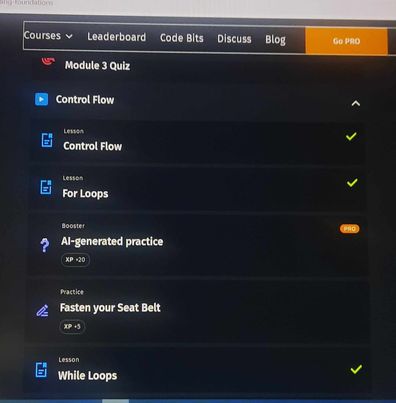 Courses Leaderboard Code Bits Discuss Blog Go PRO
Module 3 Quiz
Control Flow
Lesson
Control Flow
Lesson
For Loops
Booster
PRO
AI-generated practice
XP +20
Practice
Fasten your Seat Belt
XP +5
Lesson
While Loops